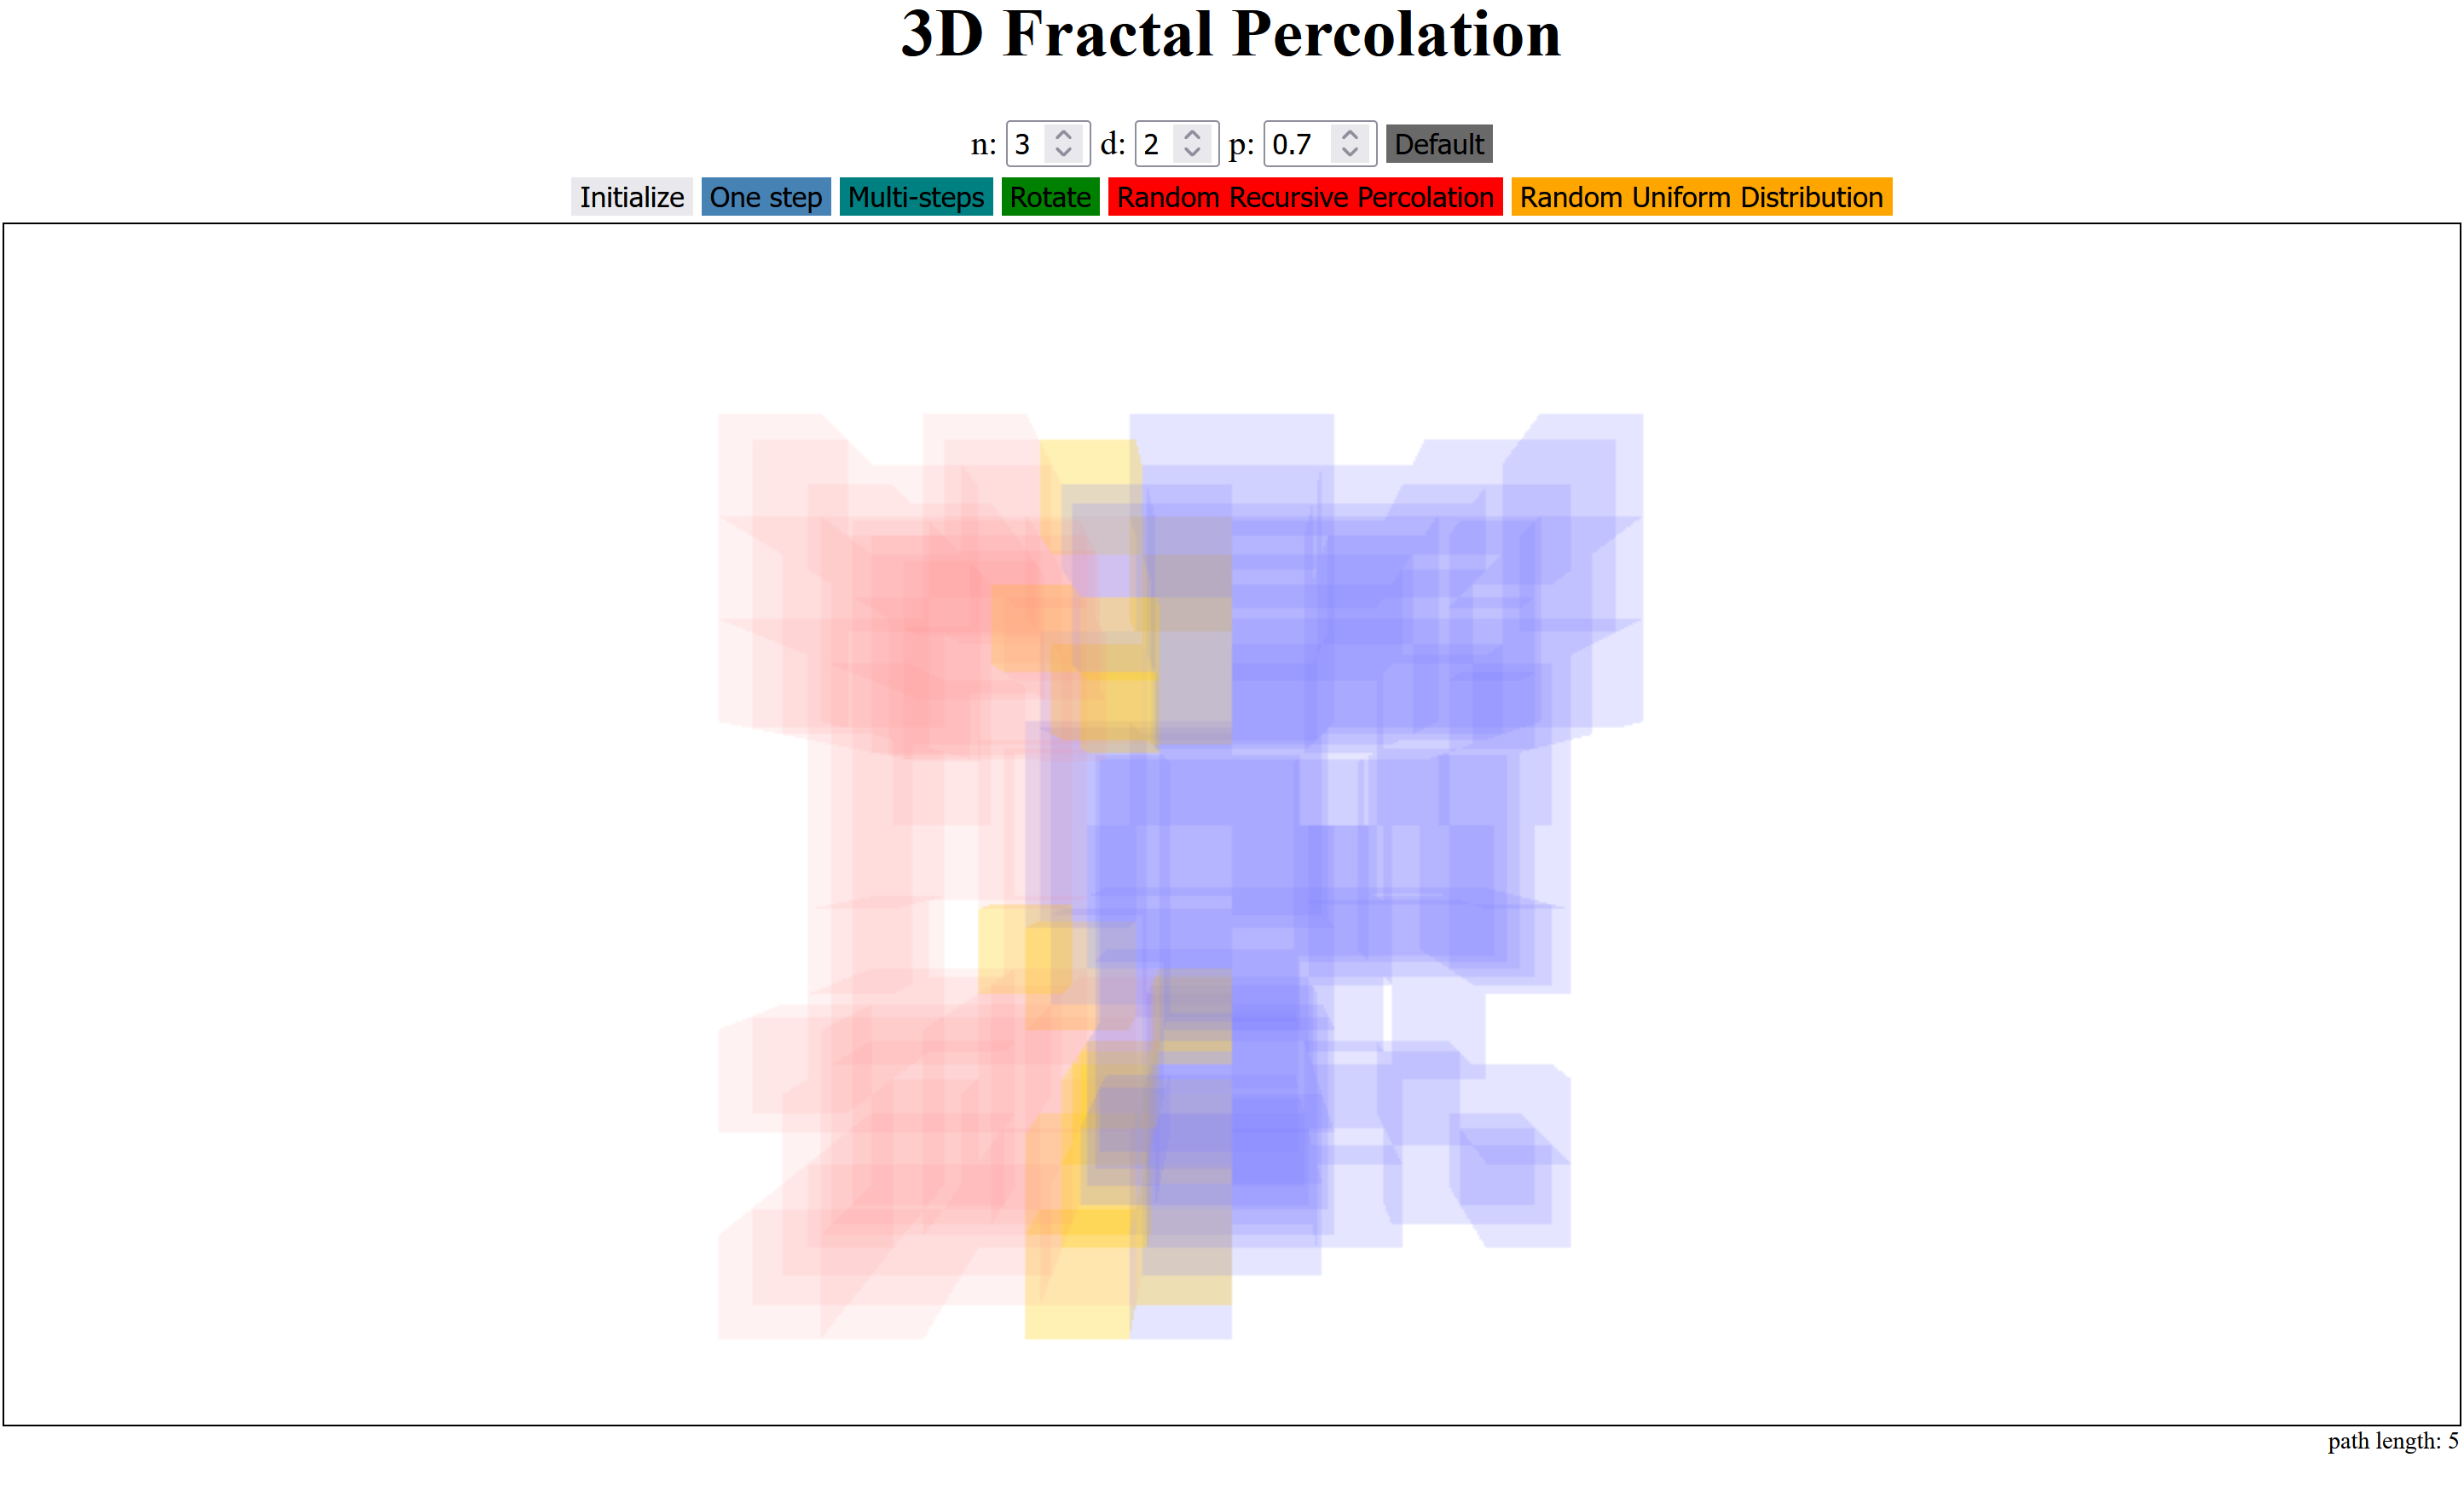 3D Fractal Percolation
n: 3 d: 2 p: 0.7 Default
Initialize One step Multi-steps Rotate Random Recursive Percolation Random Uniform Distribution
path length: 5